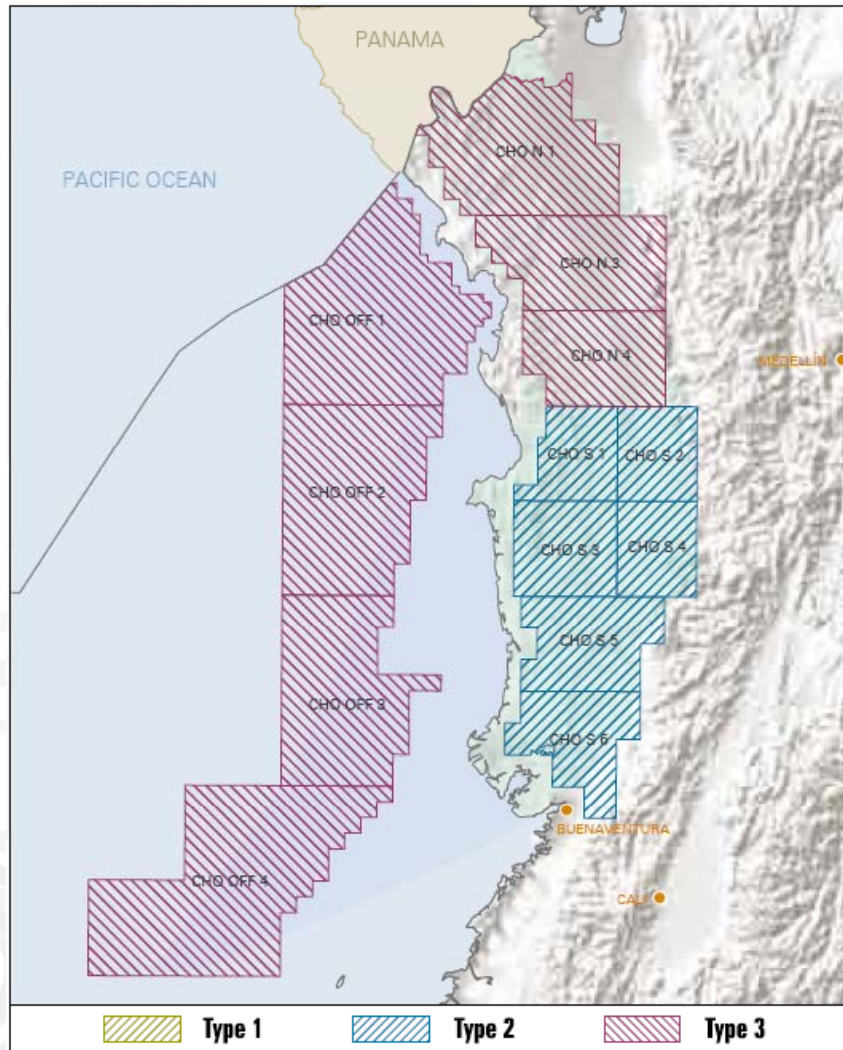 PANAMA
CHO N 1
PACIFIC OCEAN
CHO N 3
CHO OFF 1
CHO N 4
MEDELLÍN
CHO S 1
CHO S 2
CHO OFF 2
CHO S 3
CHO S 4
CHO S 5
CHO OFF 3
CHO S 6
BUENAVENTURA
CHO OFF 4
CALI
Type 1
Type 2
Type 3